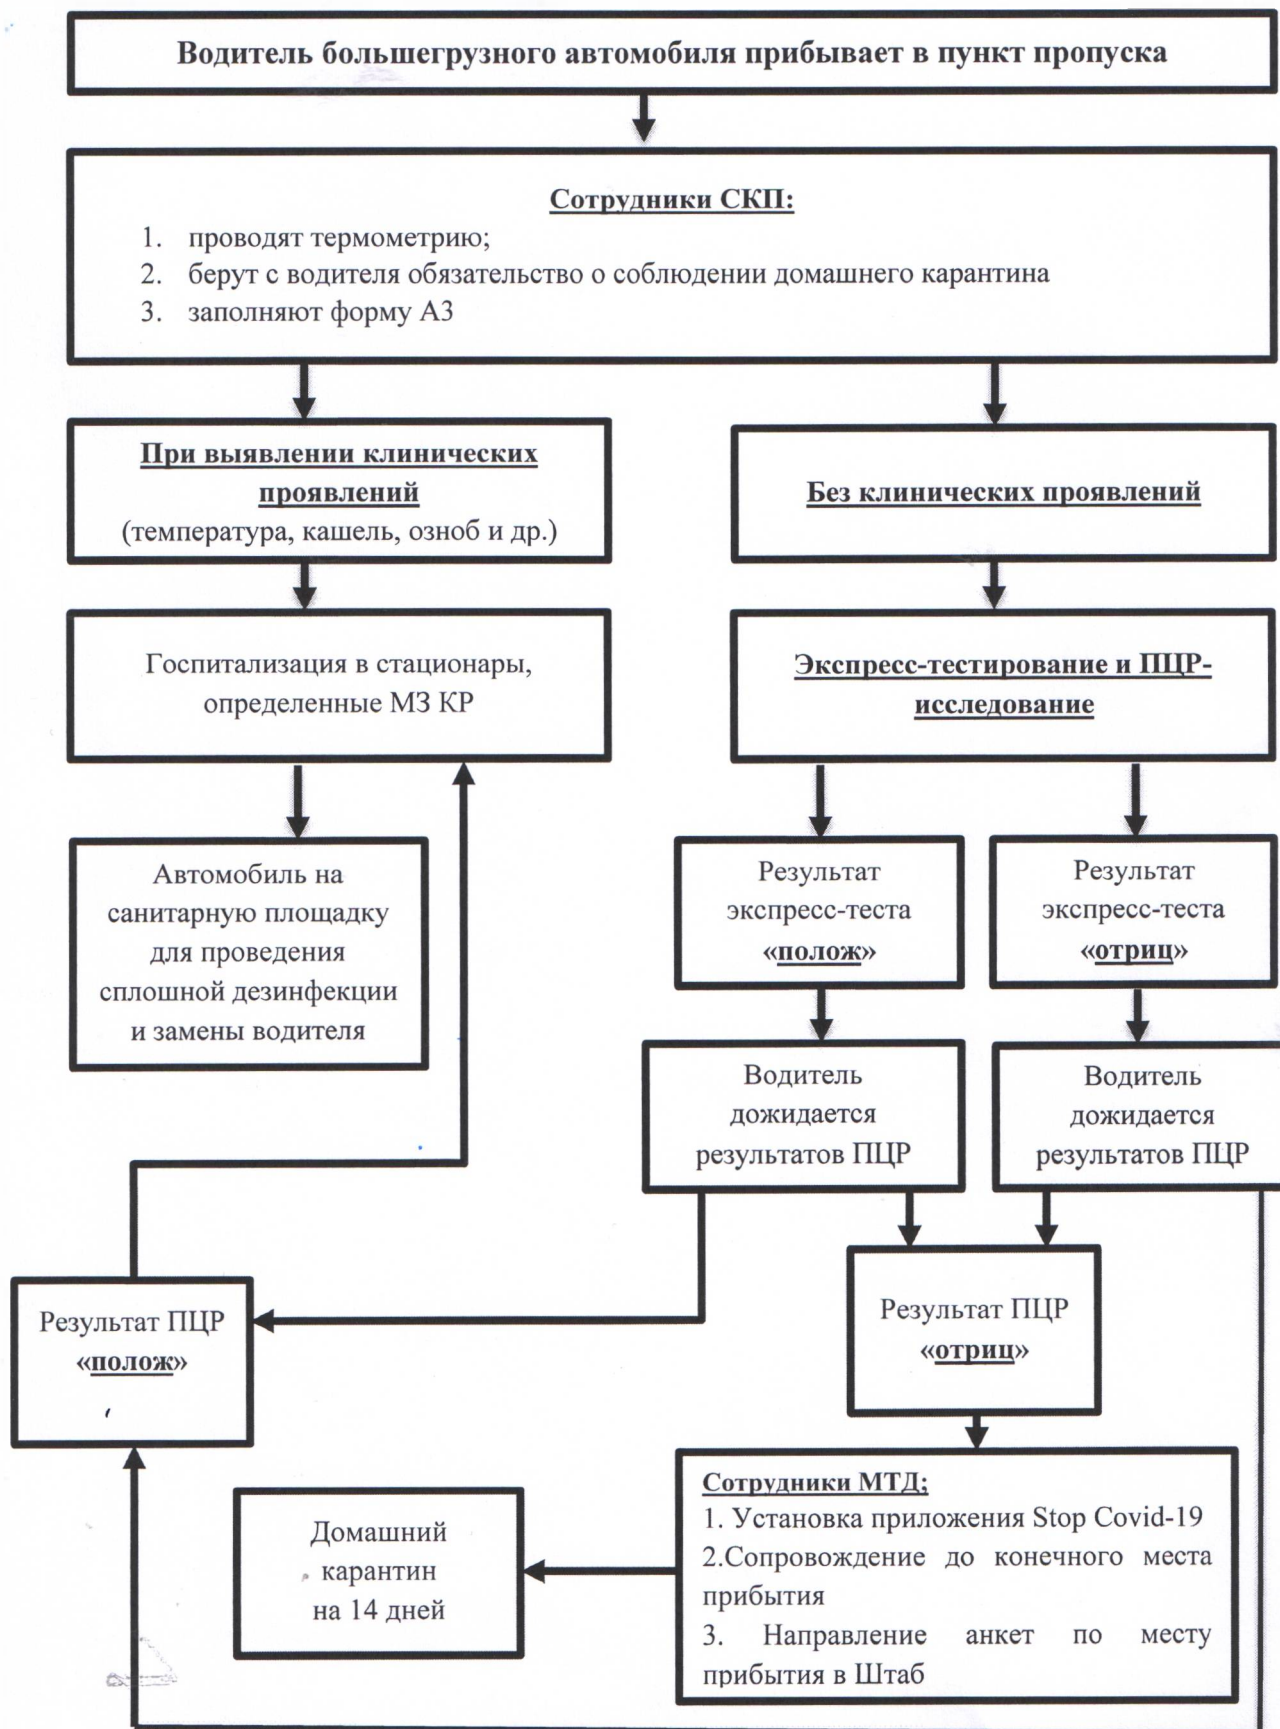 Водитель большегрузного автомобиля прибывает в пункт пропуска
Сотрудники СКП:
1. проводят термометрию;
2. берут с водителя обязательство о соблюдении домашнего карантина
3. заполняют форму А3
При выявлении клинических
проявлений
(температура, кашель, озноб и др.)
Без клинических проявлений
Госпитализация в стационары,
определенные МЗ КР
Экспресс-тестирование и ПЦР-
исследование
Автомобиль на
санитарную площадку
для проведения
сплошной дезинфекции
и замены водителя
Результат
экспресс-теста
«полож»
Результат
экспресс-теста
«отриц»
Водитель
дожидается
результатов ПЦР
Водитель
дожидается
результатов ПЦР
Результат ПЦР
«полож»
Результат ПЦР
«отриц»
Сотрудники МТД:
1. Установка приложения Stop Covid-19
2.Сопровождение до конечного места
прибытия
3. Направление анкет по месту
прибытия в Штаб
Домашний
карантин
на 14 дней